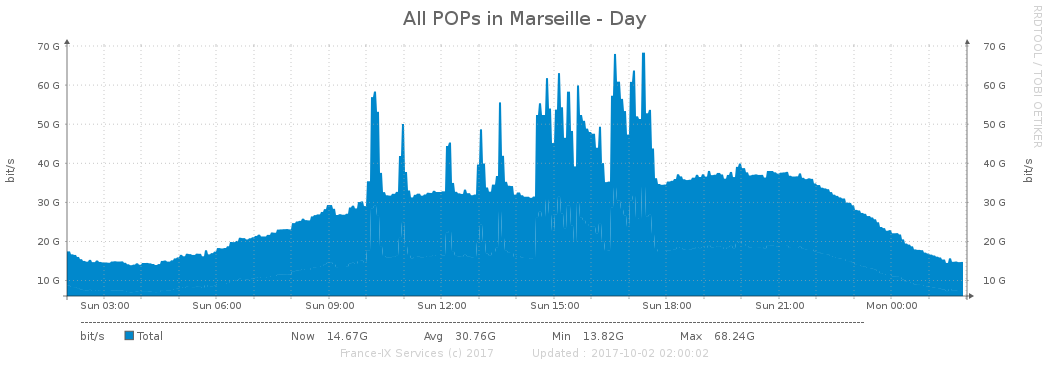 All POPs in Marseille - Day
RRDTOOL / TOBI OETIKER
70 G 70 G
60 G 60 G
50 G 50 G
40 G 40 G
bit/s bit/s
30 G 30 G
20 G 20 G
10 G 10 G
Sun 03:00 Sun 06:00 Sun 09:00 Sun 12:00 Sun 15:00 Sun 18:00 Sun 21:00 Mon 00:00
bit/s Total Now 14.67G Avg 30.76G Min 13.82G Max 68.24G
France-IX Services (c) 2017 Updated : 2017-10-02 02:00:02